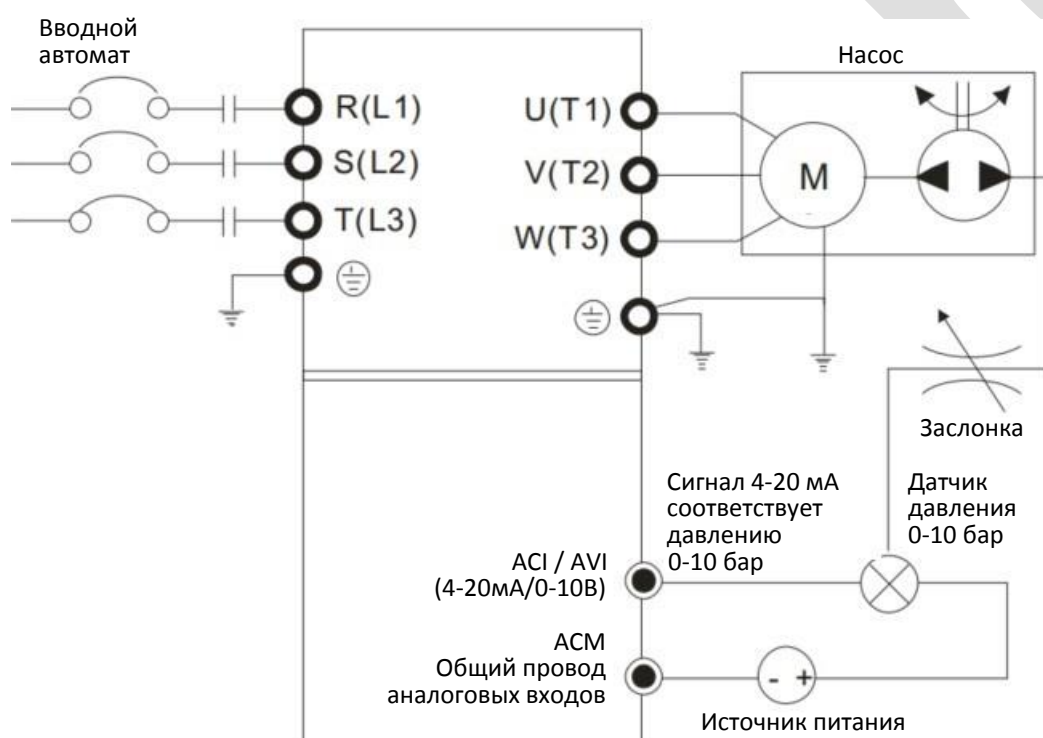 Вводной
автомат
Насос
R(L1)
U(T1)
S(L2)
V(T2)
M
T(L3)
W(T3)
Заслонка
Сигнал 4-20 мА
соответствует
давлению
0-10 бар
Датчик
давления
0-10 бар
ACI / AVI
(4-20мА/0-10В)
ACM
Общий провод
аналоговых входов
- +
Источник питания